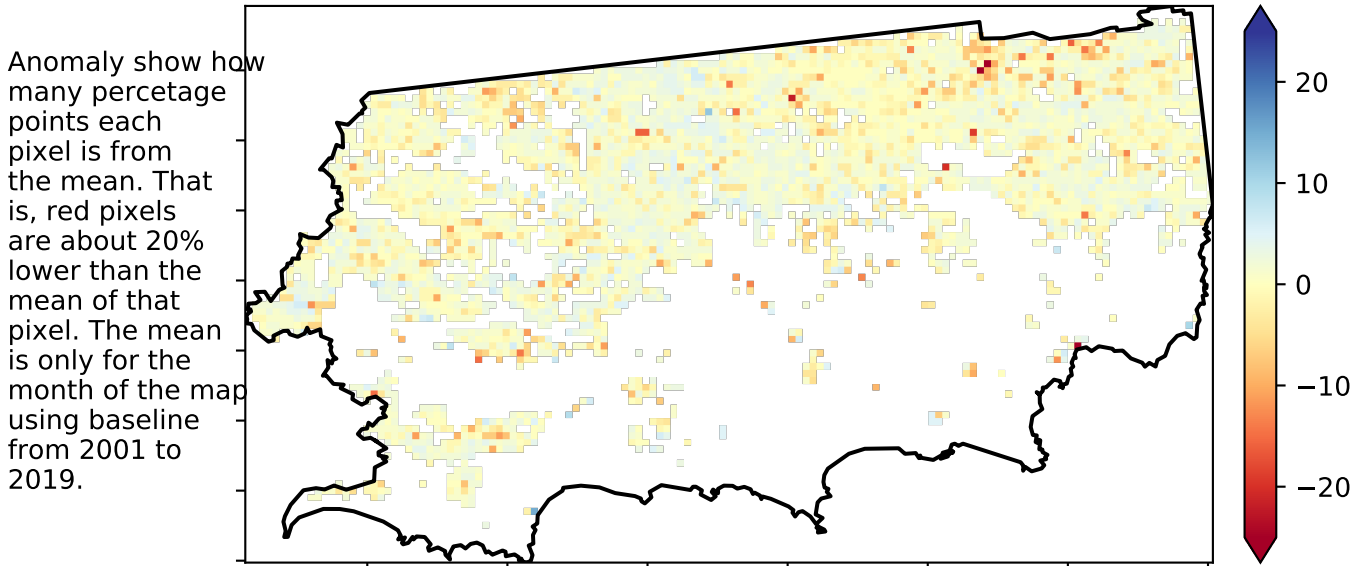 Anomaly show how
many percetage
points each
pixel is from
the mean. That
is, red pixels
are about 20%
lower than the
mean of that
pixel. The mean
is only for the
month of the map
using baseline
from 2001 to
2019.
20
10
0
−10
−20